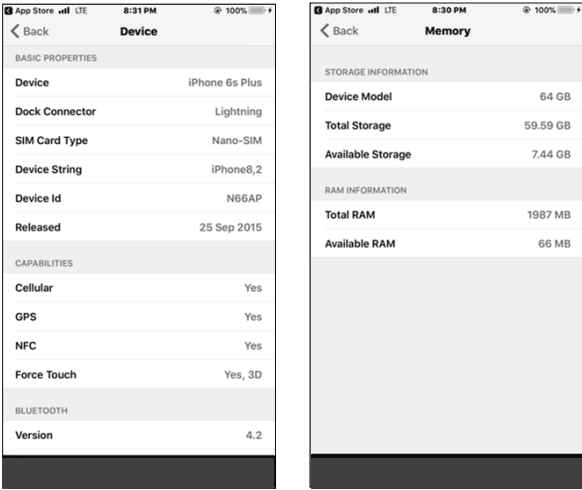 App Store LTE 8:31 PM 100%
Back Device
BASIC PROPERTIES
Device iPhone 6s Plus
Dock Connector Lightning
SIM Card Type Nano-SIM
Device String iPhone8,2
Device Id N66AP
Released 25 Sep 2015
CAPABILITIES
Cellular Yes
GPS Yes
NFC Yes
Force Touch Yes, 3D
BLUETOOTH
Version 4.2
App Store LTE 8:30 PM 100%
Back Memory
STORAGE INFORMATION
Device Model 64 GB
Total Storage 59.59 GB
Available Storage 7.44 GB
RAM INFORMATION
Total RAM 1987 MB
Available RAM 66 MB